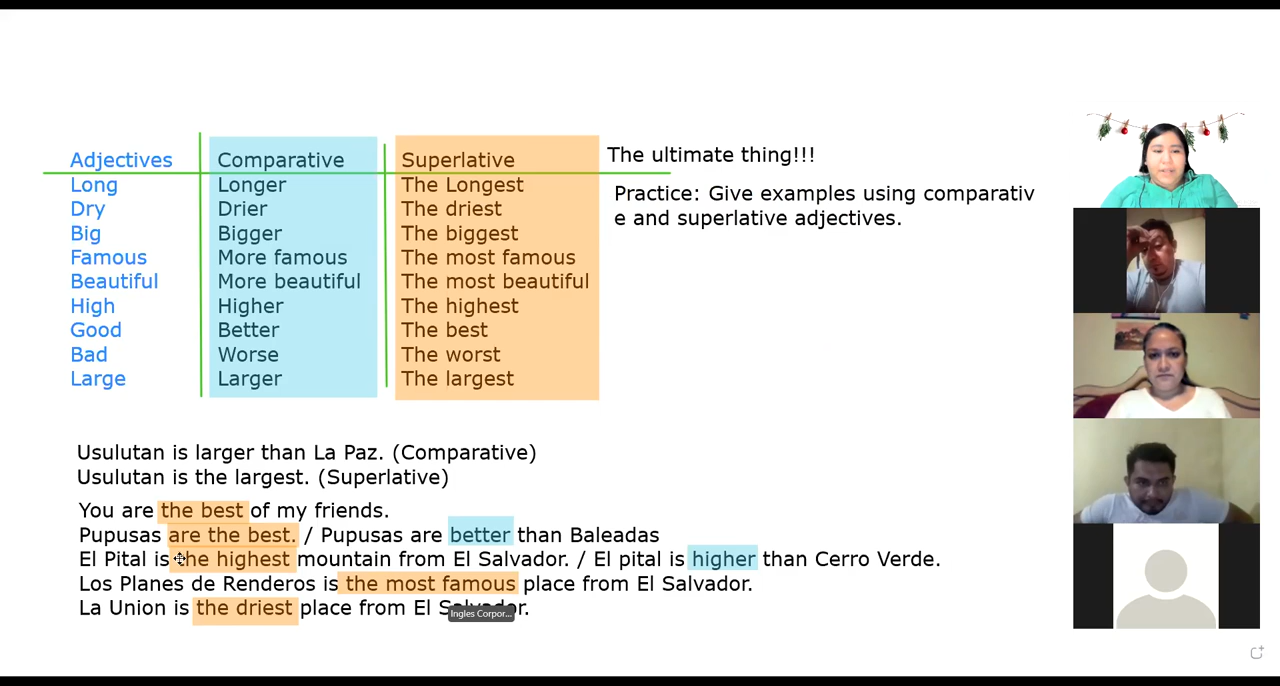 Adjectives Comparative Superlative The ultimate thing!!!
Long Longer The Longest Practice: Give examples using comparativ
Dry Drier The driest e and superlative adjectives.
Big Bigger The biggest
Famous More famous The most famous
Beautiful More beautiful The most beautiful
High Higher The highest
Good Better The best
Bad Worse The worst
Large Larger The largest
Usulutan is larger than La Paz. (Comparative)
Usulutan is the largest. (Superlative)
You are the best of my friends.
Pupusas are the best. / Pupusas are better than Baleadas
El Pital is the highest mountain from El Salvador. / El pital is higher than Cerro Verde.
Los Planes de Renderos is the most famous place from El Salvador.
La Union is the driest place from El Salvador.
Ingles Corpor...